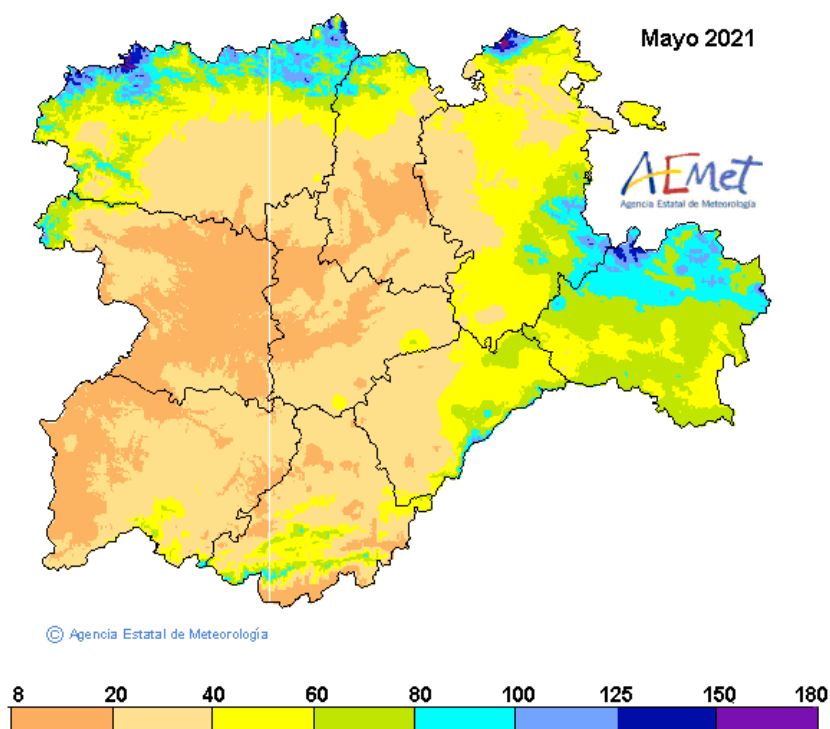 Mayo 2021
AEMet
Agencia Estatal de Meteorología
© Agencia Estatal de Meteorología
8 20 40 60 80 100 125 150 180